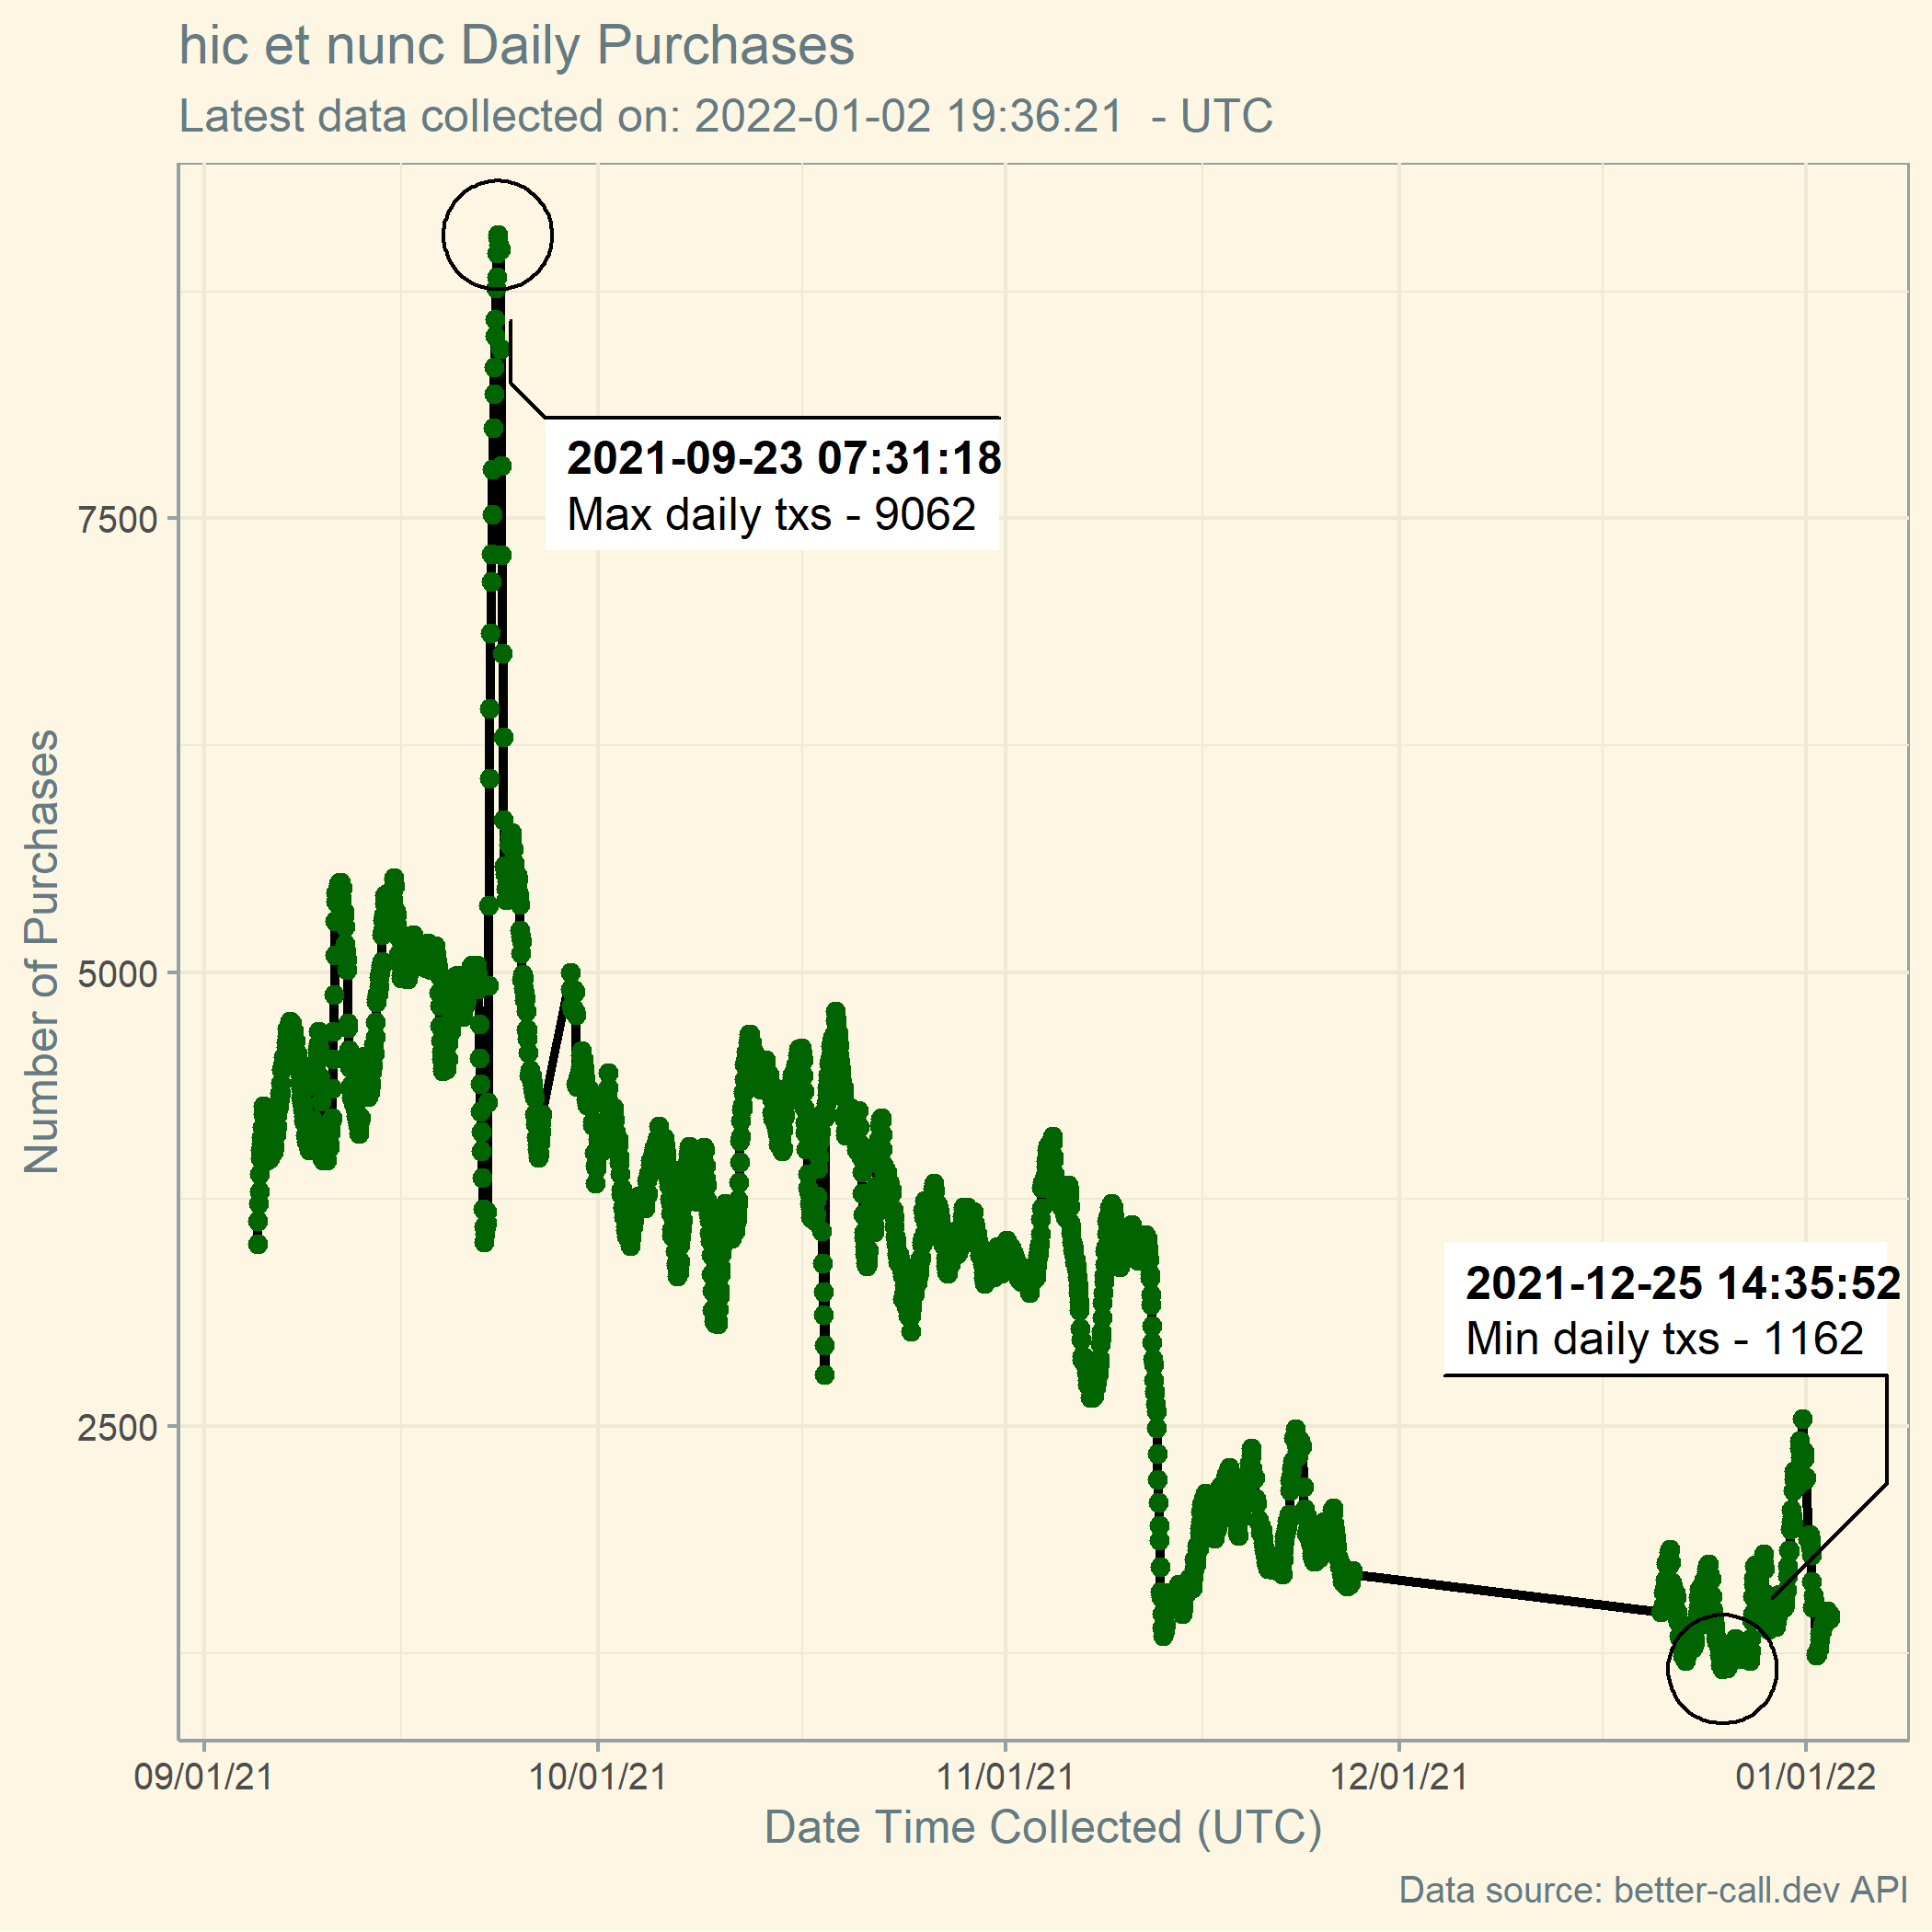 hic et nunc Daily Purchases
Latest data collected on: 2022-01-02 19:36:21  - UTC
2021-09-23 07:31:18
Max daily txs - 9062
7500
5000
2500
Number of Purchases
2021-12-25 14:35:52
Min daily txs - 1162
09/01/21 10/01/21 11/01/21 12/01/21 01/01/22
Date Time Collected (UTC)
Data source: better-call.dev API